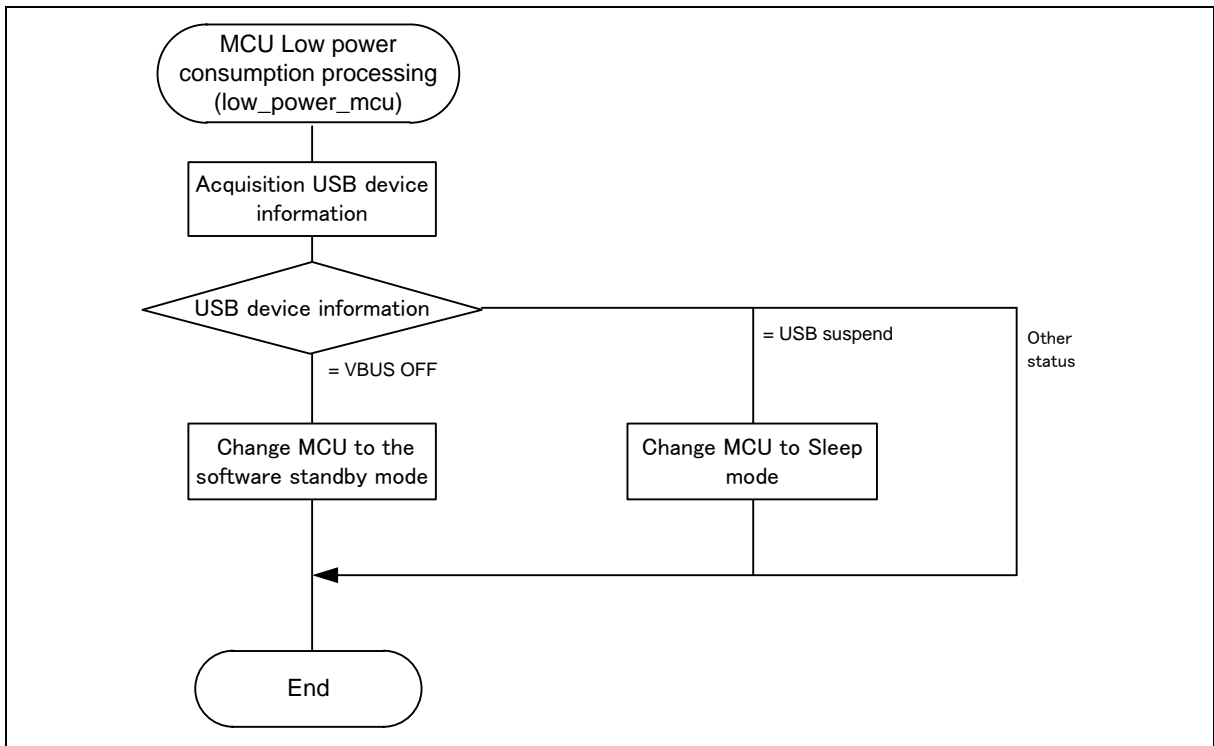 MCU Low power
consumption processing
(low_power_mcu)
Acquisition USB device
information
USB device information
= USB suspend
Other
status
= VBUS OFF
Change MCU to the
software standby mode
Change MCU to Sleep
mode
End